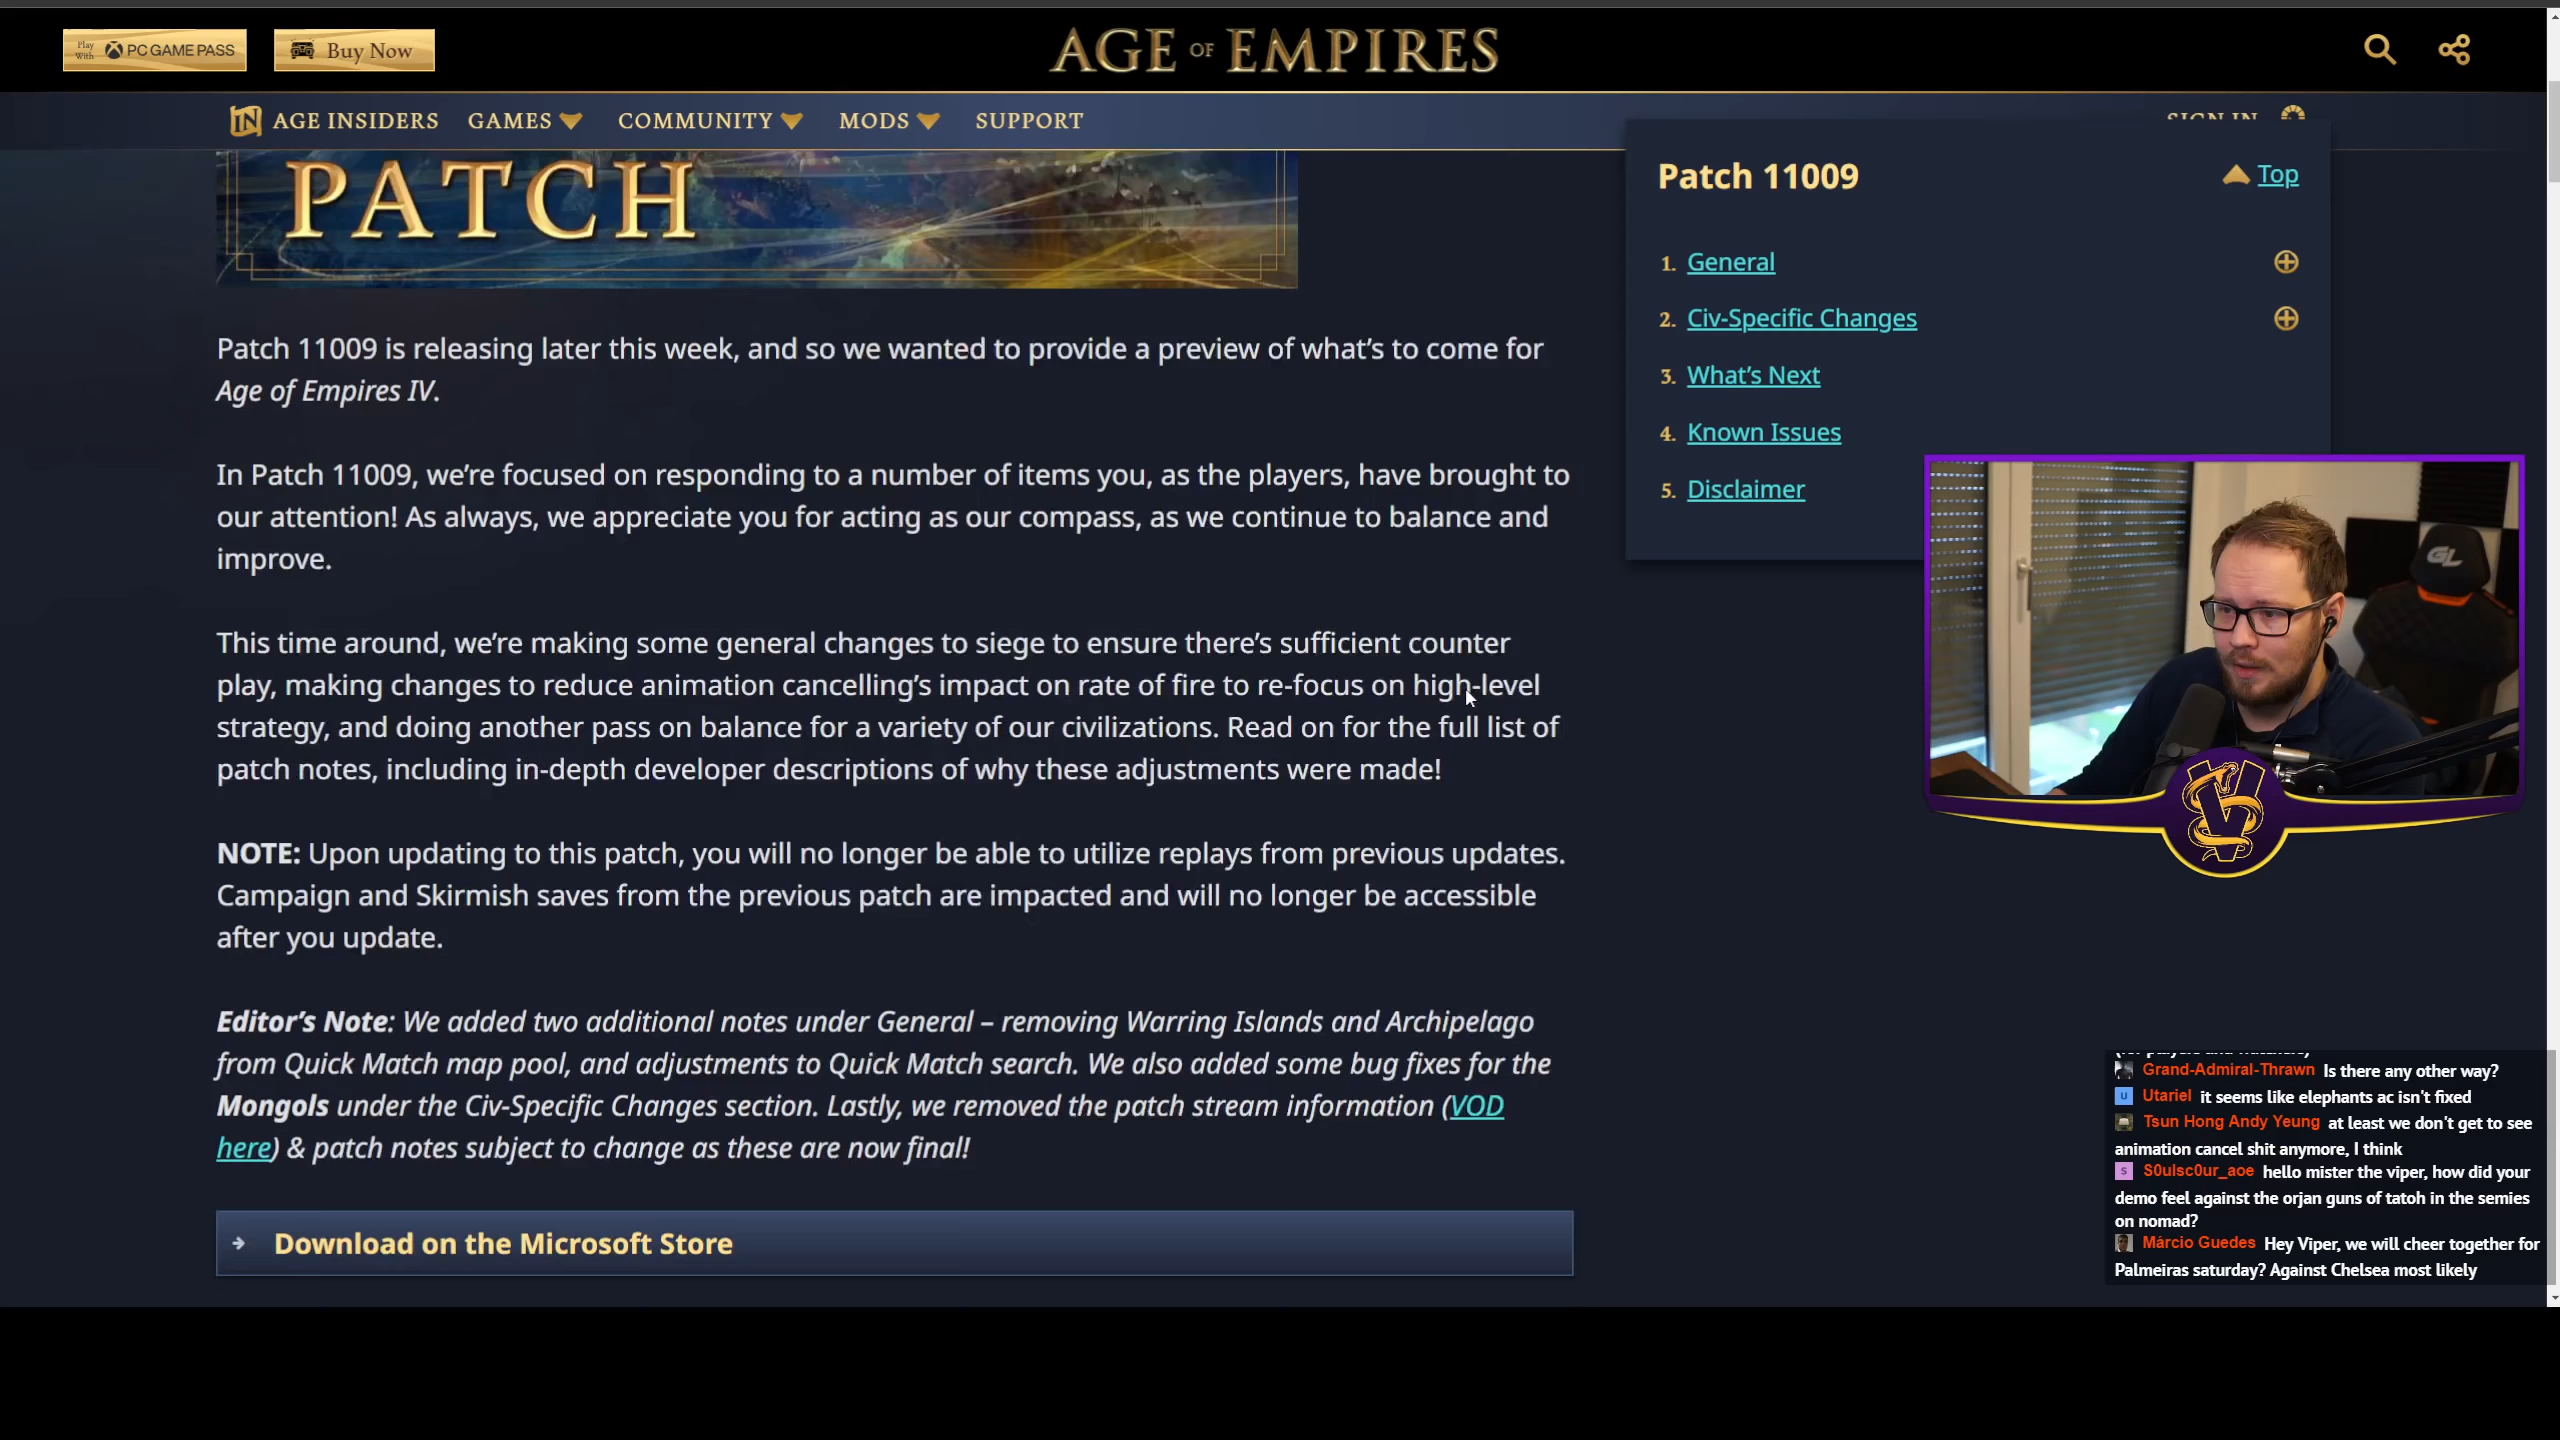 Play With PC GAME PASS
Buy Now
AGE OF EMPIRES
IN AGE INSIDERS
GAMES
COMMUNITY
MODS
SUPPORT
SIGN IN
PATCH
Patch 11009 is releasing later this week, and so we wanted to provide a preview of what's to come for
Age of Empires IV.
In Patch 11009, we're focused on responding to a number of items you, as the players, have brought to
our attention! As always, we appreciate you for acting as our compass, as we continue to balance and
improve.
This time around, we're making some general changes to siege to ensure there's sufficient counter
play, making changes to reduce animation cancelling's impact on rate of fire to re-focus on high-level
strategy, and doing another pass on balance for a variety of our civilizations. Read on for the full list of
patch notes, including in-depth developer descriptions of why these adjustments were made!
NOTE: Upon updating to this patch, you will no longer be able to utilize replays from previous updates.
Campaign and Skirmish saves from the previous patch are impacted and will no longer be accessible
after you update.
Editor's Note: We added two additional notes under General – removing Warring Islands and Archipelago
from Quick Match map pool, and adjustments to Quick Match search. We also added some bug fixes for the
Mongols under the Civ-Specific Changes section. Lastly, we removed the patch stream information (VOD
here) & patch notes subject to change as these are now final!
Download on the Microsoft Store
Patch 11009
Top
1. General
2. Civ-Specific Changes
3. What's Next
4. Known Issues
5. Disclaimer
GL
Grand-Admiral-Thrawn Is there any other way?
U Utariel it seems like elephants ac isn't fixed
Tsun Hong Andy Yeung at least we don't get to see
animation cancel shit anymore, I think
S S0ulsc0ur_aoe hello mister the viper, how did your
demo feel against the orjan guns of tatoh in the semies
on nomad?
Márcio Guedes Hey Viper, we will cheer together for
Palmeiras saturday? Against Chelsea most likely